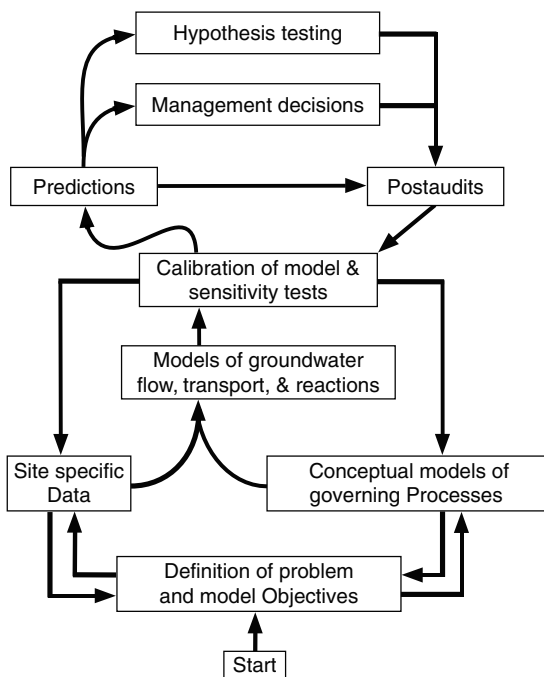 Hypothesis testing
Management decisions
Predictions
Postaudits
Calibration of model &
sensitivity tests
Models of groundwater
flow, transport, & reactions
Site specific
Data
Conceptual models of
governing Processes
Definition of problem
and model Objectives
Start